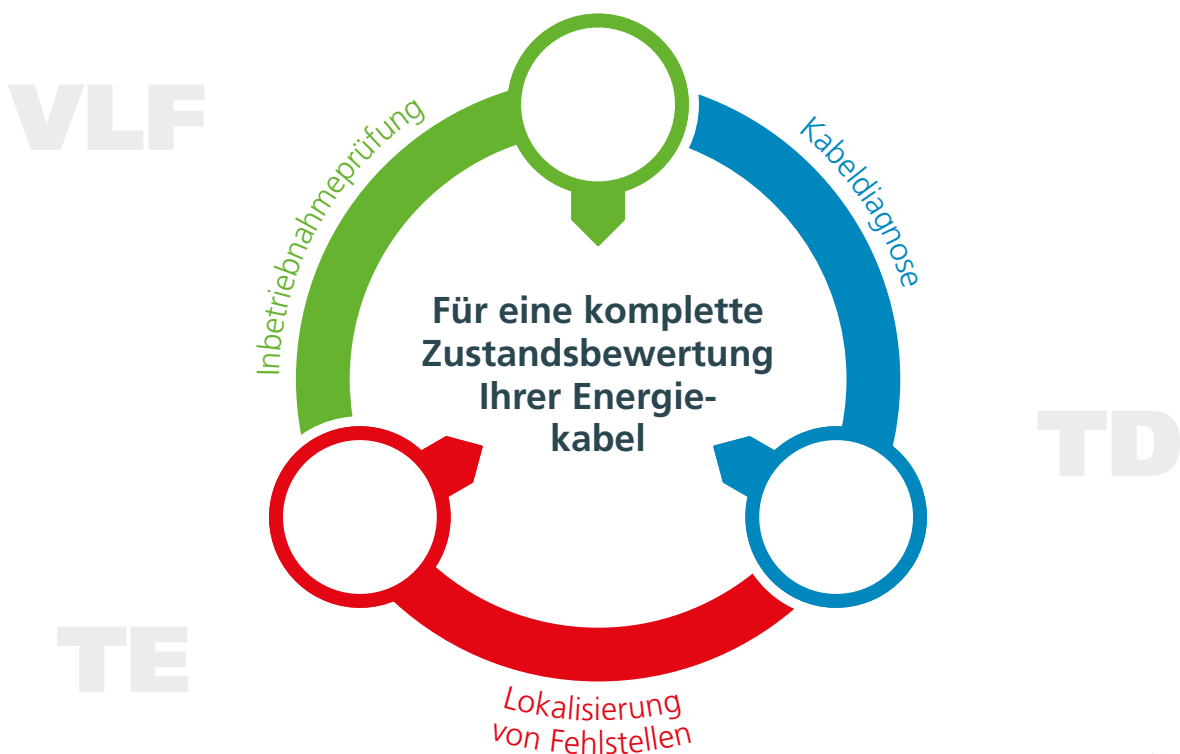 VLF
Inbetriebnahmeprüfung
Kabeldiagnose
Für eine komplette
Zustandsbewertung
Ihrer Energie-
kabel
TD
TE
Lokalisierung
von Fehlstellen